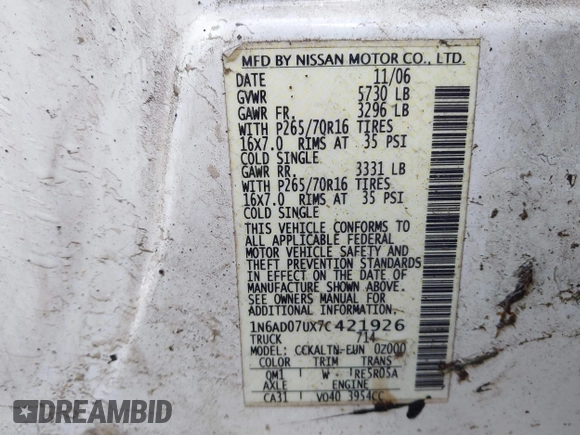 MFD BY NISSAN MOTOR CO., LTD.
DATE 11/06
GVWR 5730 LB
GAWR FR. 3296 LB
WITH P265/70R16 TIRES
16X7.0 RIMS AT 35 PSI
COLD SINGLE
GAWR RR. 3331 LB
WITH P265/70R16 TIRES
16X7.0 RIMS AT 35 PSI
COLD SINGLE
THIS VEHICLE CONFORMS TO
ALL APPLICABLE FEDERAL
MOTOR VEHICLE SAFETY AND
THEFT PREVENTION STANDARDS
IN EFFECT ON THE DATE OF
MANUFACTURE SHOWN ABOVE.
SEE OWNERS MANUAL FOR
ADDITIONAL INFORMATION.
1N6AD07UX7C421926
TRUCK 714
MODEL: CCKALTN-EUN 0Z000
COLOR TRIM TRANS
QM1 W RE5R05A
AXLE ENGINE
CA31 VQ40 3954CC
DREAMBID